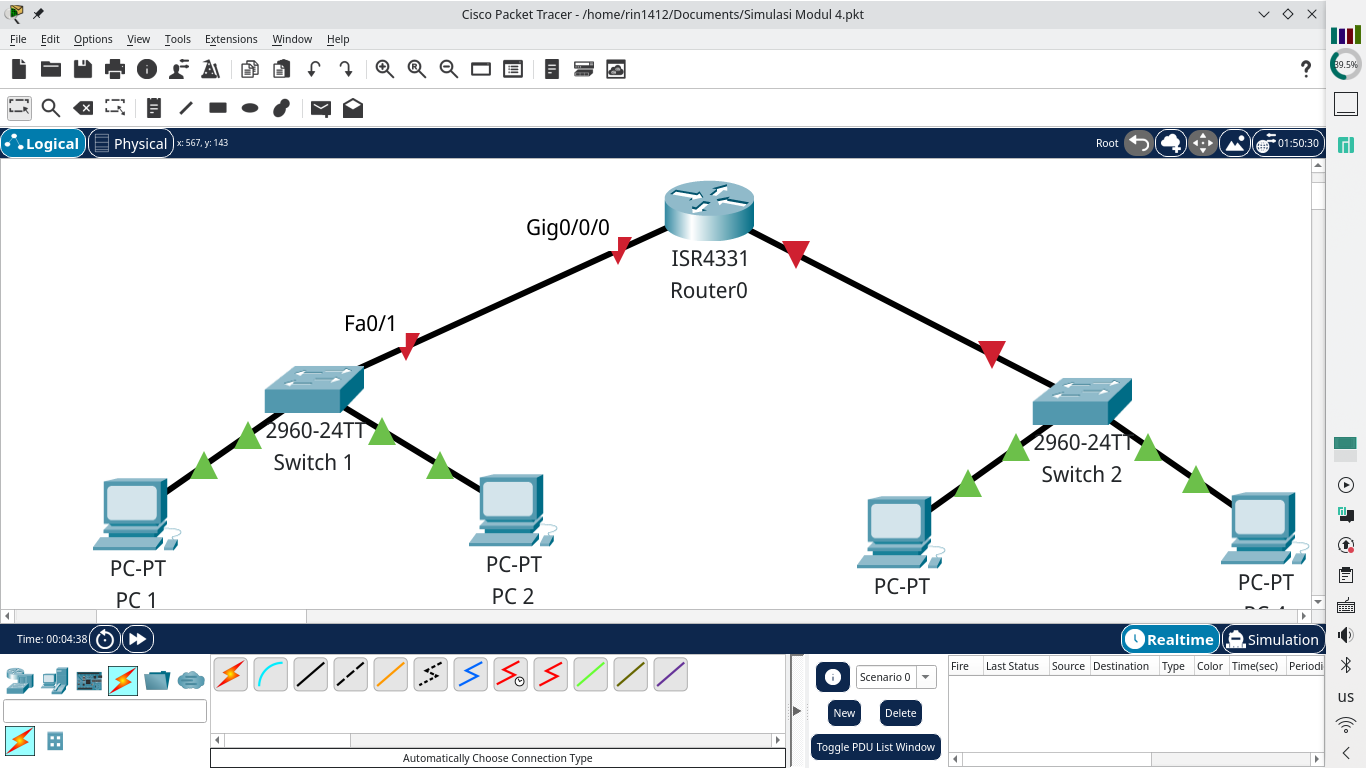 Cisco Packet Tracer - /home/rin1412/Documents/Simulasi Modul 4.pkt
File Edit Options View Tools Extensions Window Help
39.5%
?
Logical Physical x: 567, y: 143 Root 01:50:30
Gig0/0/0
ISR4331
Router0
Fa0/1
2960-24TT
Switch 1
2960-24TT
Switch 2
PC-PT
PC 1
PC-PT
PC 2
PC-PT
PC-PT
Time: 00:04:38 Realtime Simulation
Scenario 0
New Delete
Toggle PDU List Window
Fire Last Status Source Destination Type Color Time(sec) Periodi
Automatically Choose Connection Type
us